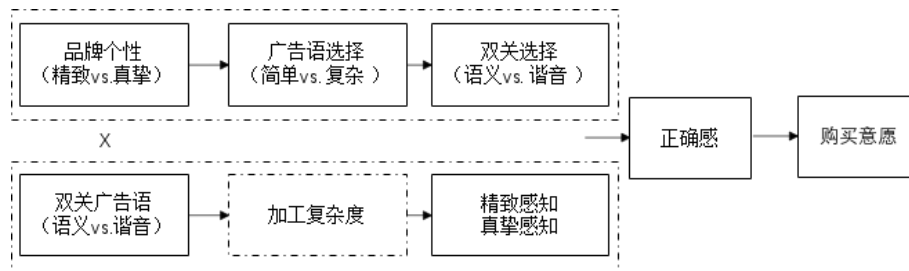 品牌个性
（精致vs.真挚）
广告语选择
（简单vs. 复杂 ）
双关选择
（语义vs. 谐音 ）
X
正确感
购买意愿
双关广告语
（语义vs.谐音）
加工复杂度
精致感知
真挚感知